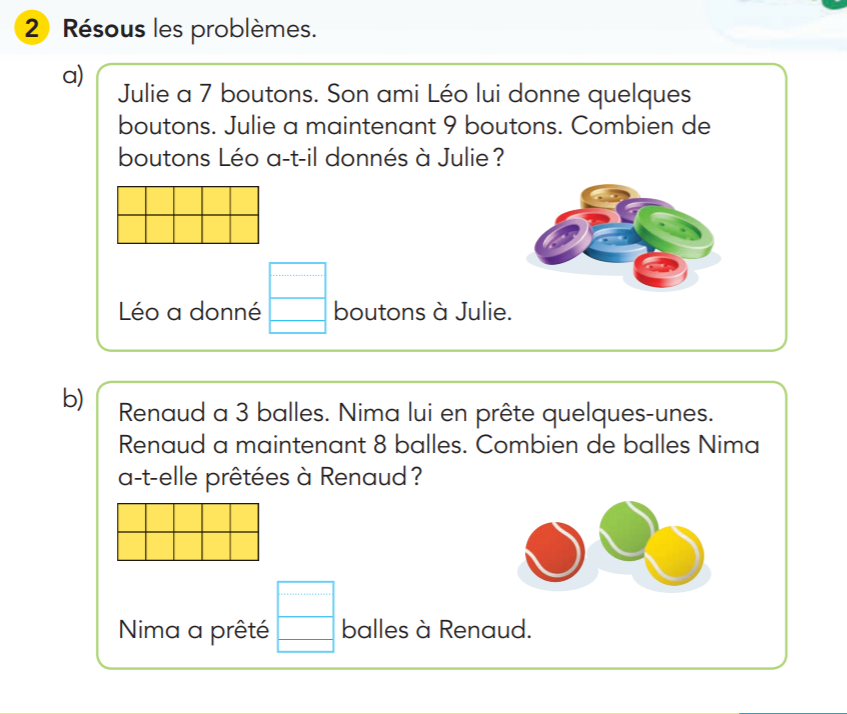 2 Résous les problèmes.
a)
Julie a 7 boutons. Son ami Léo lui donne quelques
boutons. Julie a maintenant 9 boutons. Combien de
boutons Léo a-t-il donnés à Julie ?
Léo a donné boutons à Julie.
b)
Renaud a 3 balles. Nima lui en prête quelques-unes.
Renaud a maintenant 8 balles. Combien de balles Nima
a-t-elle prêtées à Renaud ?
Nima a prêté balles à Renaud.